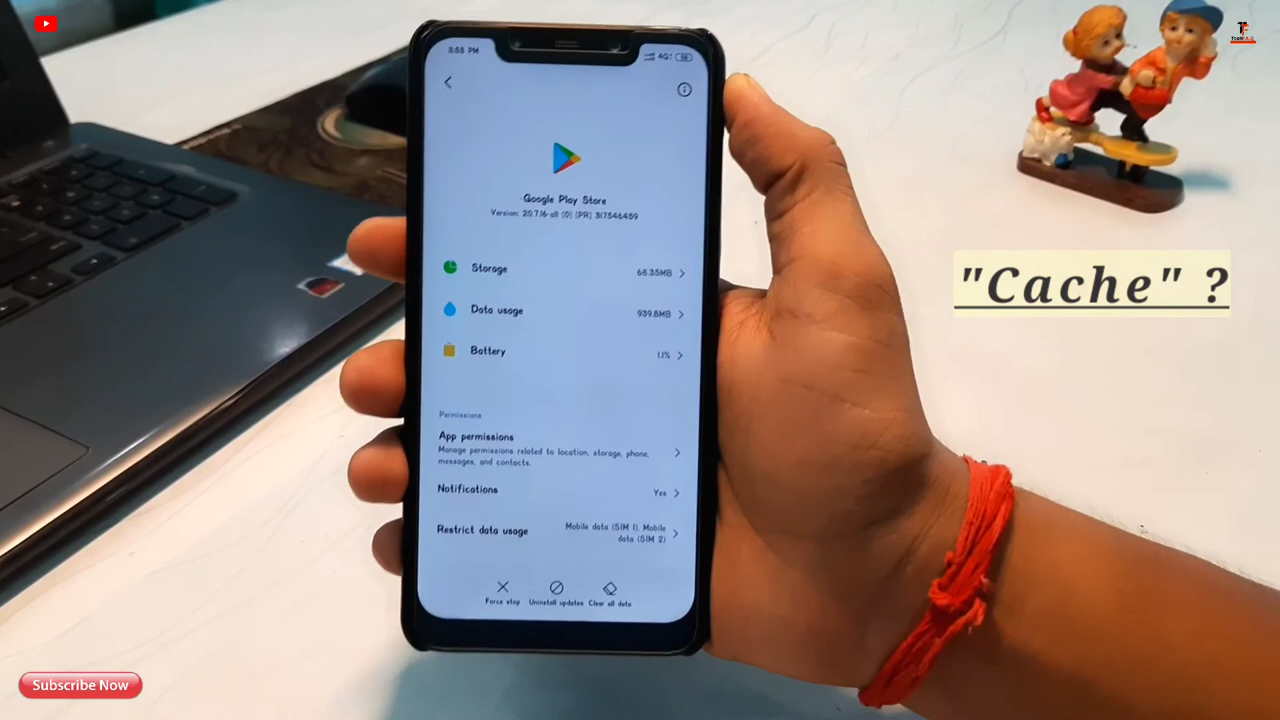 8:58 PM
4G
58
Google Play Store
Version: 20.7.16-all [0] [PR] 317546459
Storage
68.35MB
Data usage
939.8MB
Battery
1.1%
Permissions
App permissions
Manage permissions related to location, storage, phone,
messages, and contacts.
Notifications
Yes
Restrict data usage
Mobile data (SIM 1), Mobile
data (SIM 2)
Force stop
Uninstall updates
Clear all data
"Cache" ?
Subscribe Now